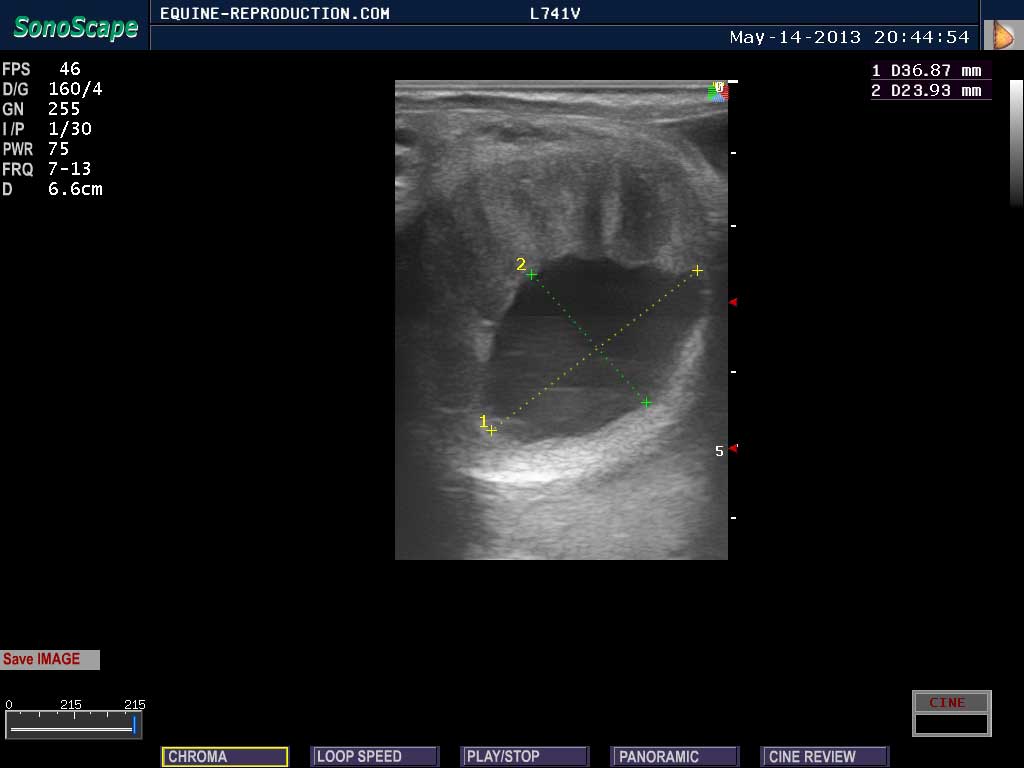 SonoScape
EQUINE-REPRODUCTION.COM L741V
May-14-2013 20:44:54
FPS 46
D/G 160/4
GN 255
I/P 1/30
PWR 75
FRQ 7-13
D 6.6cm
1 D36.87 mm
2 D23.93 mm
2
1
5
Save IMAGE
0 215 215
CINE
CHROMA LOOP SPEED PLAY/STOP PANORAMIC CINE REVIEW